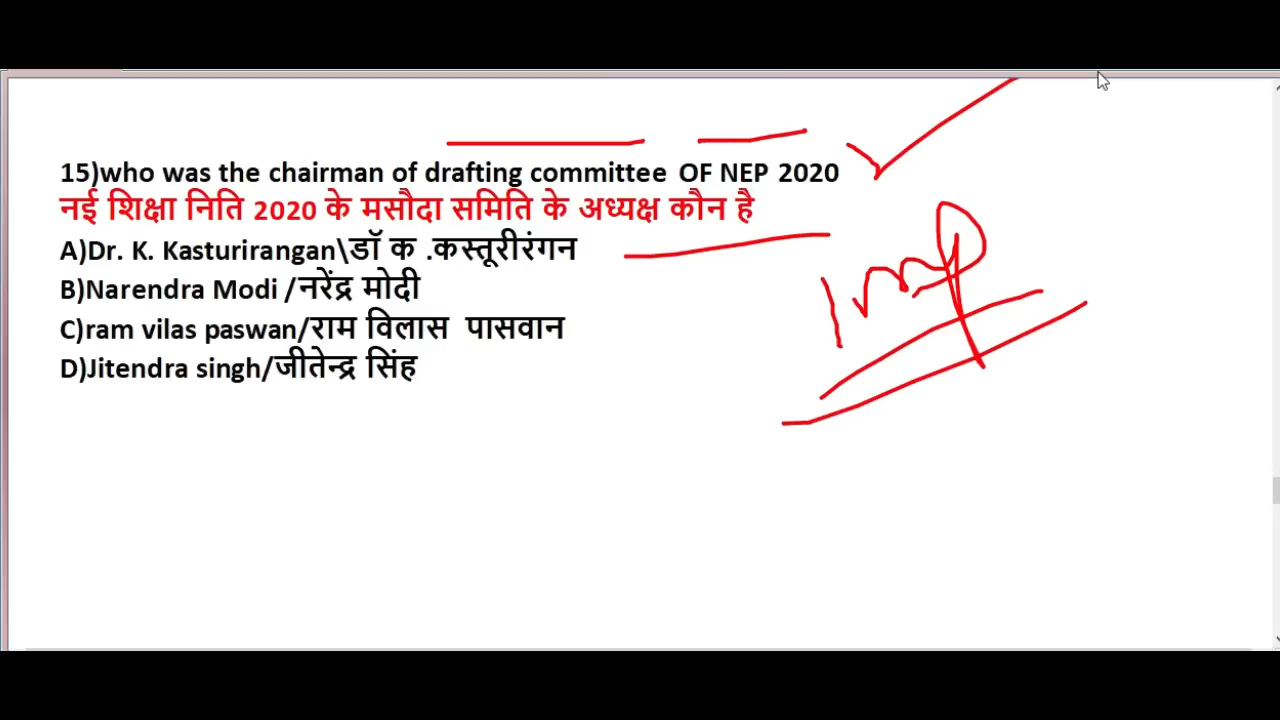 15)who was the chairman of drafting committee OF NEP 2020
नई शिक्षा निति 2020 के मसौदा समिति के अध्यक्ष कौन है
A)Dr. K. Kasturirangan\डॉ क .कस्तूरीरंगन
B)Narendra Modi /नरेंद्र मोदी
C)ram vilas paswan/राम विलास पासवान
D)Jitendra singh/जीतेन्द्र सिंह
Imp